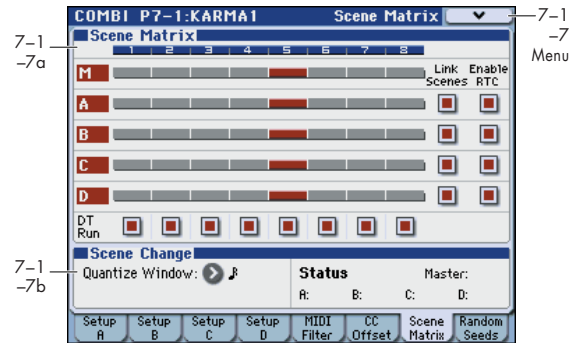 COMBI P7-1:KARMA1 Scene Matrix
7-1
-7
Menu
7-1
-7a
Scene Matrix
1 2 3 4 5 6 7 8
M Link Scenes Enable RTC
A
B
C
D
DT Run
Scene Change
7-1
-7b
Quantize Window: Status Master:
A: B: C: D:
Setup A Setup B Setup C Setup D MIDI Filter CC Offset Scene Matrix Random Seeds